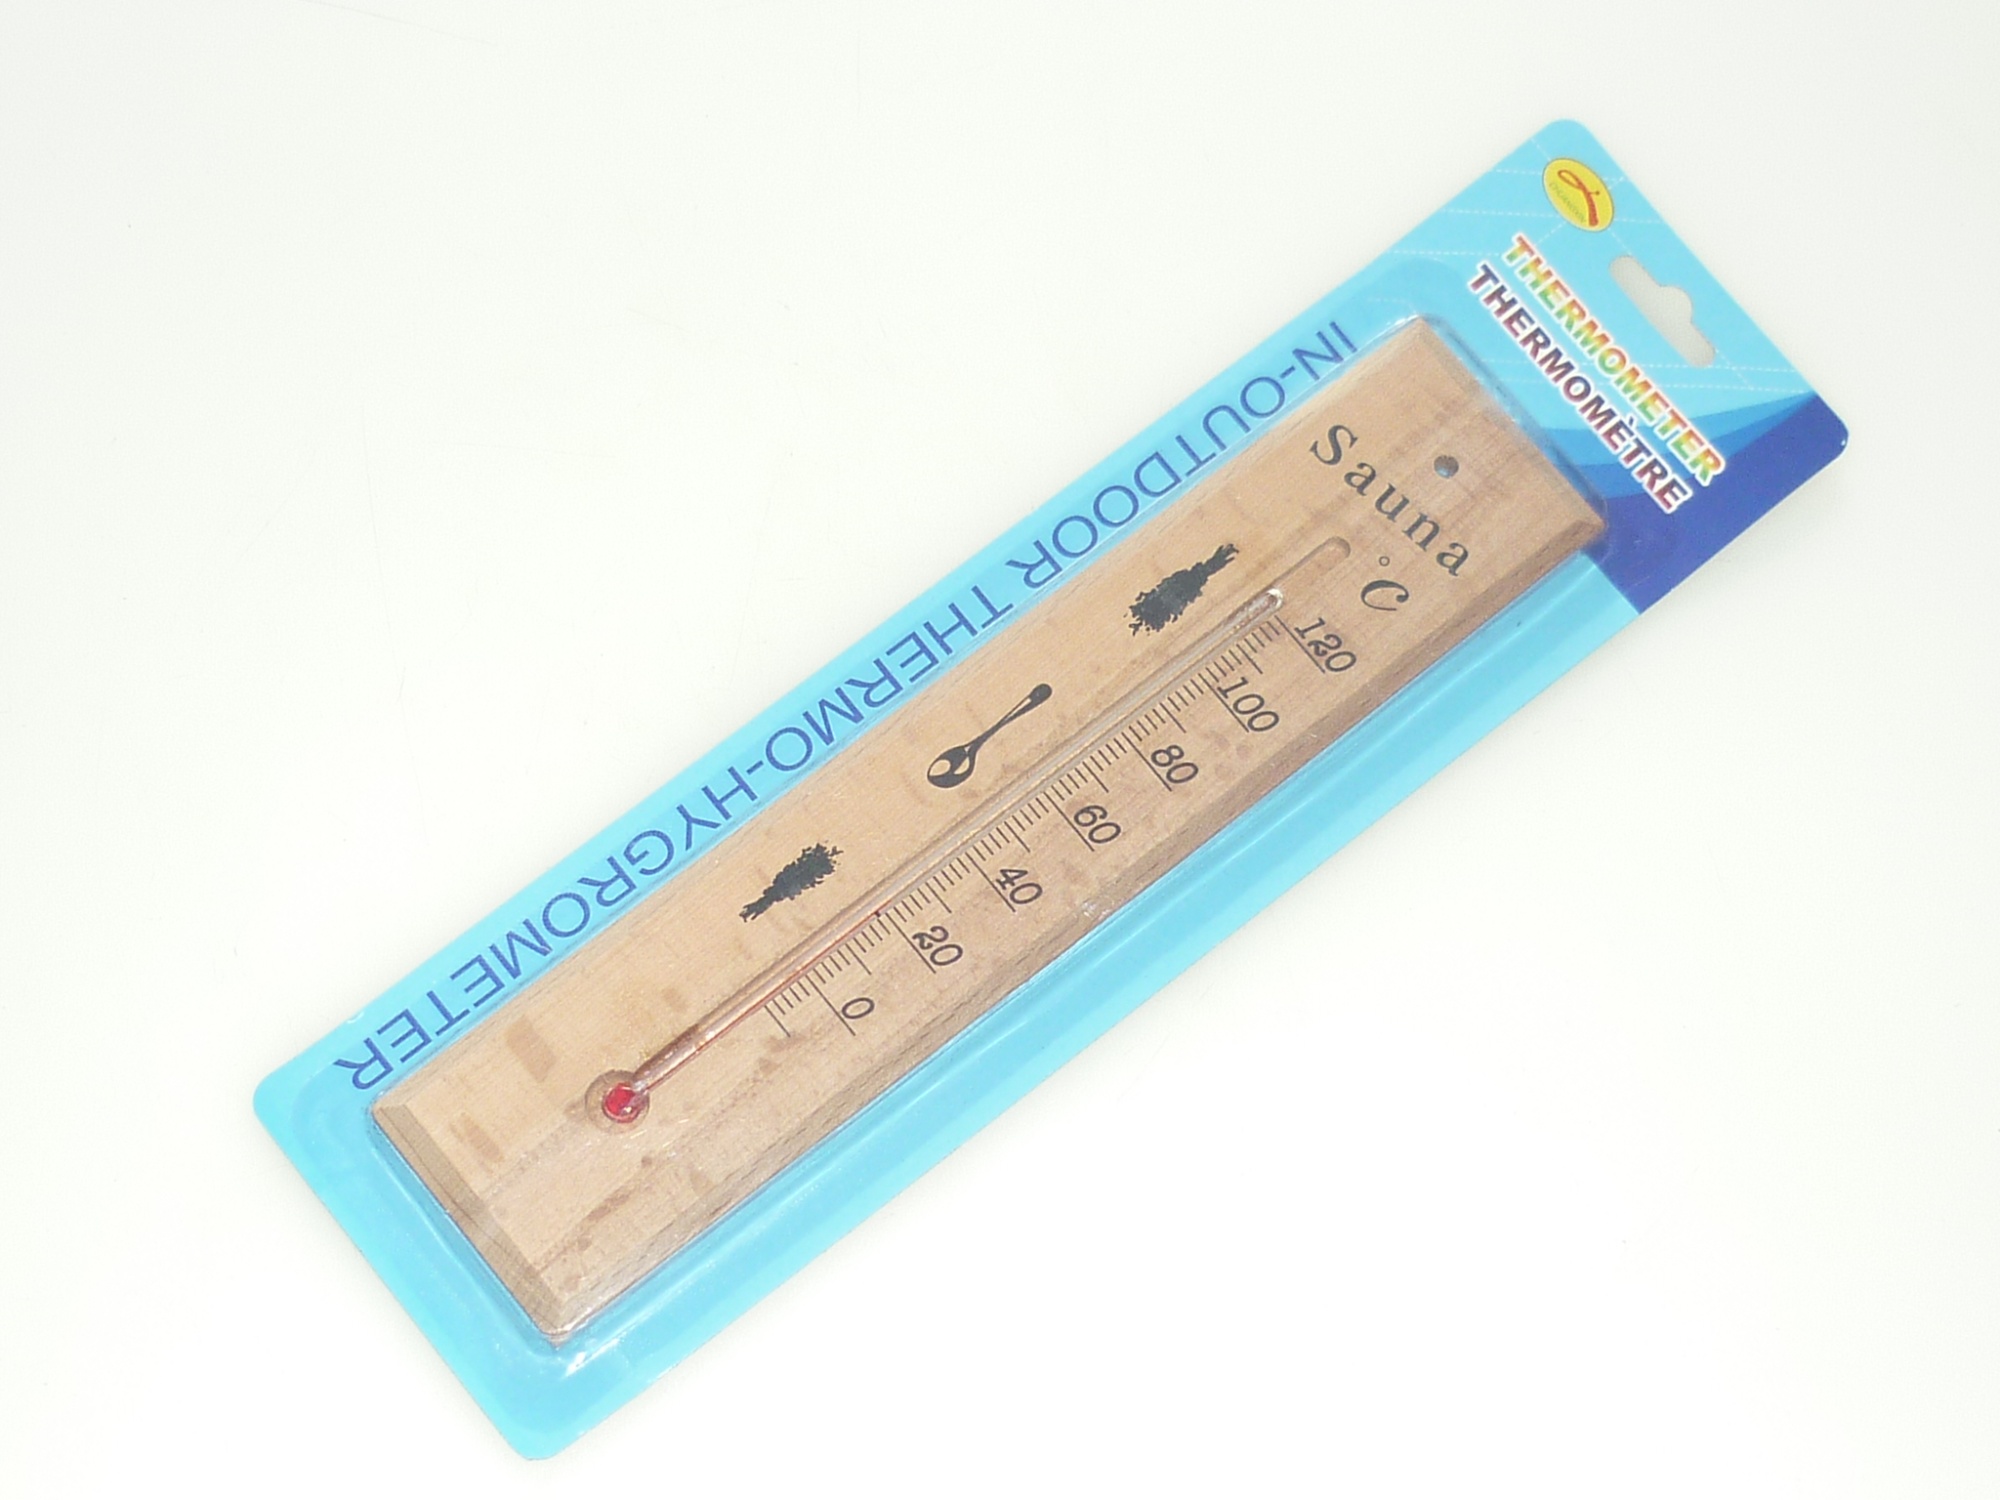 THERMOMETER
THERMOMÈTRE
IN-OUTDOOR THERMO-HYGROMETER
Sauna
°C
120
100
80
60
40
20
0